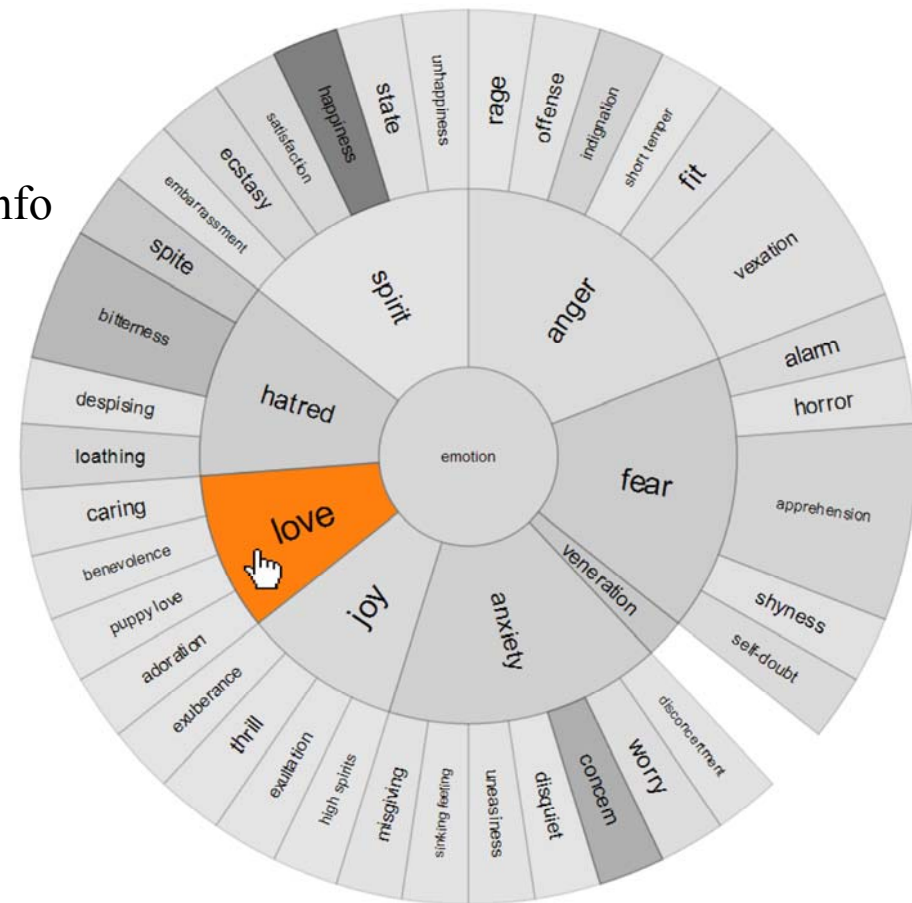 nfo
emotion
anger
fear
veneration
anxiety
joy
love
hatred
spirit
rage
offense
indignation
short temper
fit
vexation
alarm
horror
apprehension
shyness
self-doubt
disconcertment
worry
concern
disquiet
uneasiness
sinking feeling
misgiving
high spirits
exultation
thrill
exuberance
adoration
puppy love
benevolence
caring
loathing
despising
bitterness
spite
embarrassment
ecstasy
satisfaction
happiness
state
unhappiness